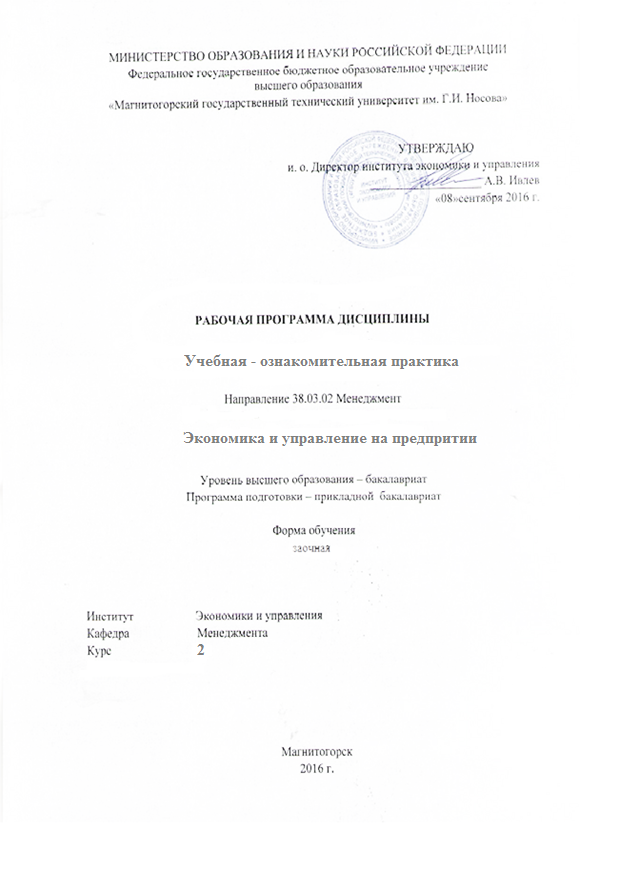 МИНИСТЕРСТВО ОБРАЗОВАНИЯ И НАУКИ РОССИЙСКОЙ ФЕДЕРАЦИИ
Федеральное государственное бюджетное образовательное учреждение
высшего образования
«Магнитогорский государственный технический университет им. Г.И. Носова»
УТВЕРЖДАЮ
и. о. Директор института экономики и управления
А.В. Ивлев
«08»сентября 2016 г.
РАБОЧАЯ ПРОГРАММА ДИСЦИПЛИНЫ
Учебная - ознакомительная практика
Направление 38.03.02 Менеджмент
Экономика и управление на предпритии
Уровень высшего образования – бакалавриат
Программа подготовки – прикладной бакалавриат
Форма обучения
заочная
Институт Экономики и управления
Кафедра Менеджмента
Курс 2
Магнитогорск
2016 г.